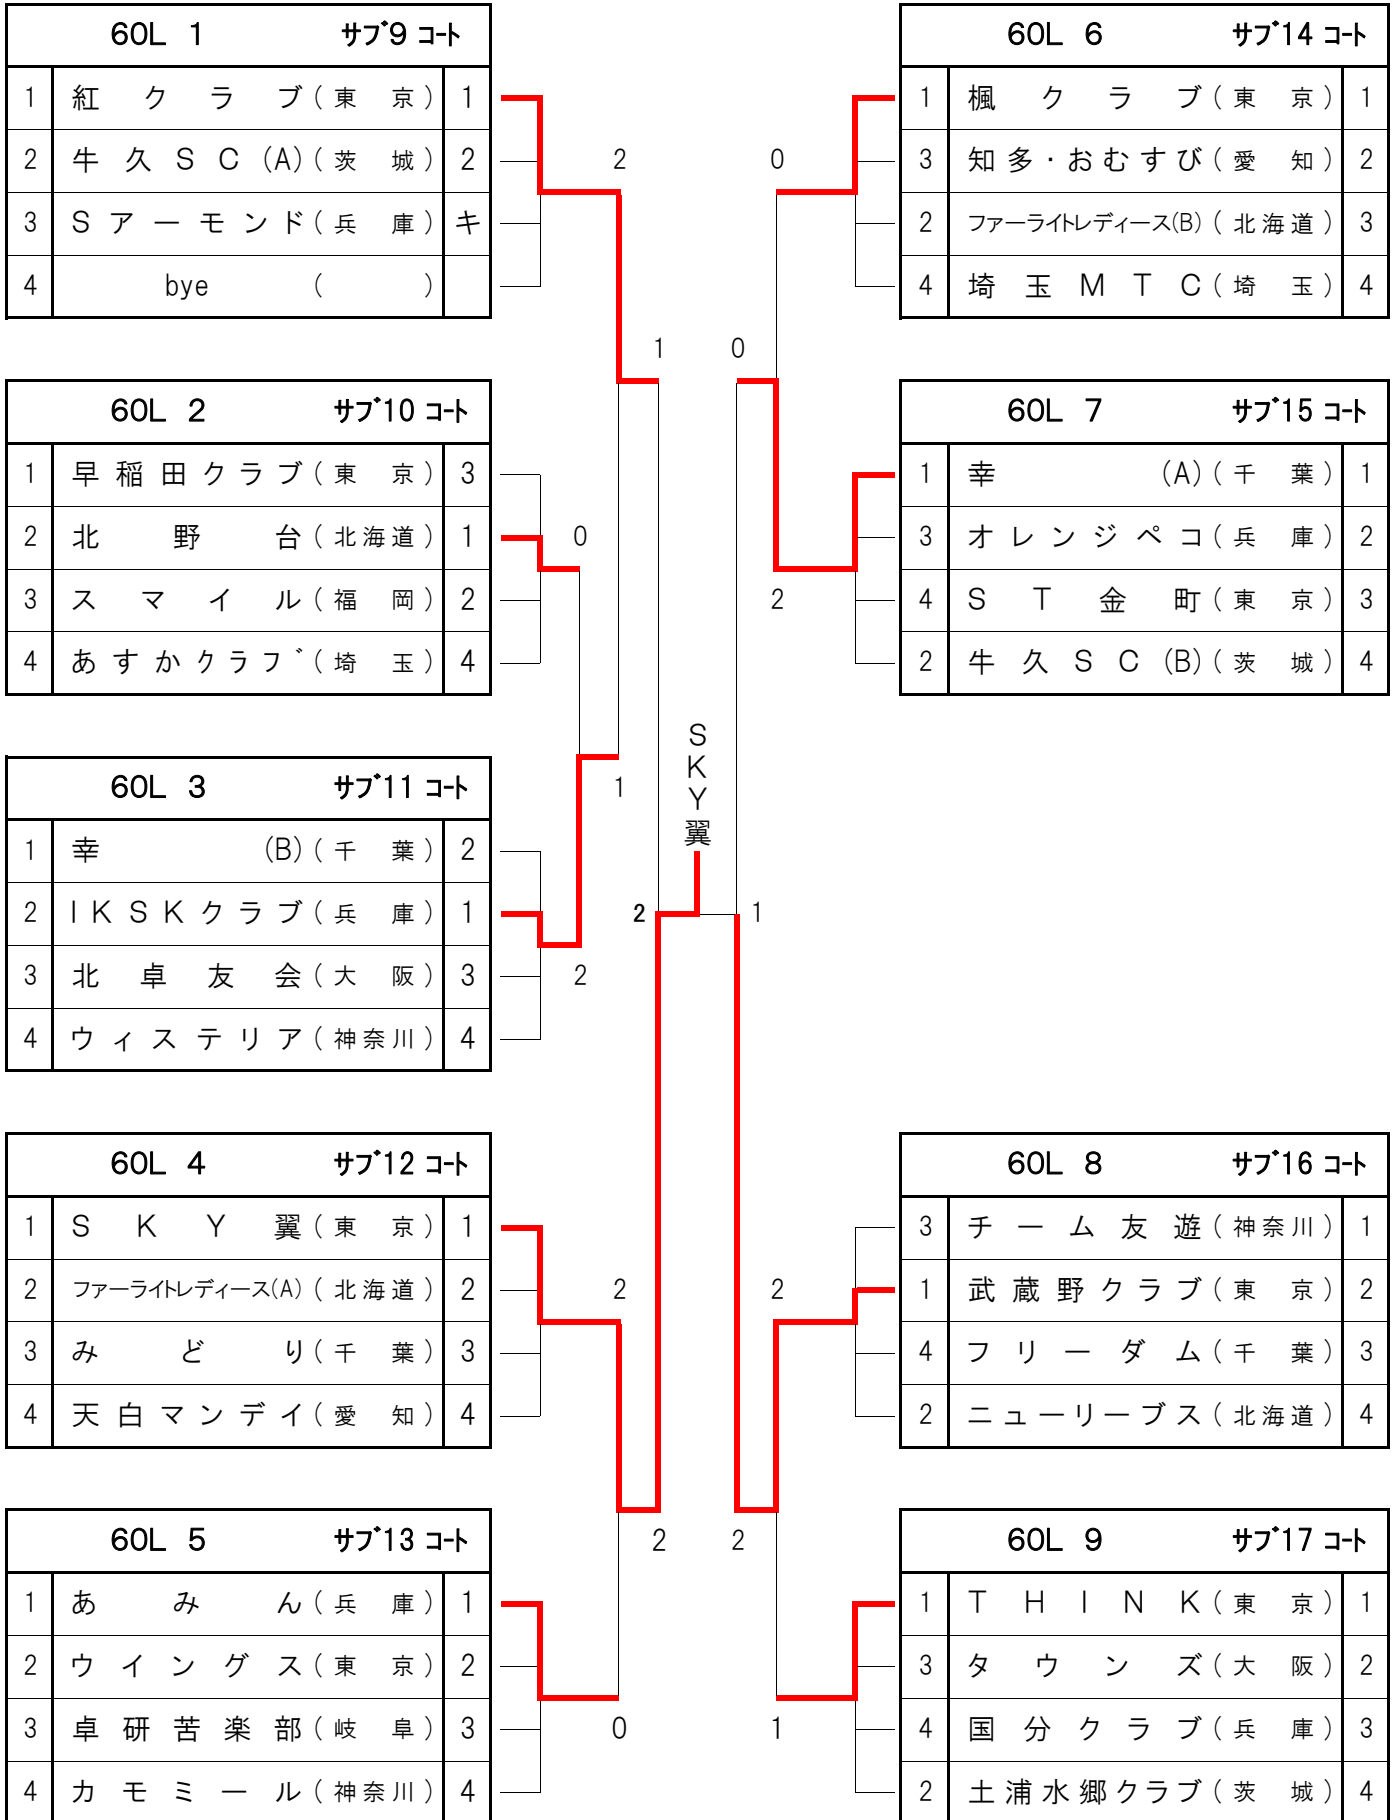 60L 1 サブ9 コート
1 紅クラブ(東京) 1
2 牛久SC(A)(茨城) 2
3 Sアーモンド(兵庫) キ
4 bye ( )
60L 2 サブ10 コート
1 早稲田クラブ(東京) 3
2 北野台(北海道) 1
3 スマイル(福岡) 2
4 あすかクラブ(埼玉) 4
60L 3 サブ11 コート
1 幸(B)(千葉) 2
2 IKSKクラブ(兵庫) 1
3 北卓友会(大阪) 3
4 ウィステリア(神奈川) 4
60L 4 サブ12 コート
1 SKY翼(東京) 1
2 ファーライトレディース(A)(北海道) 2
3 みどり(千葉) 3
4 天白マンデイ(愛知) 4
60L 5 サブ13 コート
1 あみん(兵庫) 1
2 ウイングス(東京) 2
3 卓研苦楽部(岐阜) 3
4 カモミール(神奈川) 4
2
0
1
0
0
2
1
2
SKY翼
2
1
2
2
2
2
0
1
60L 6 サブ14 コート
1 楓クラブ(東京) 1
3 知多・おむすび(愛知) 2
2 ファーライトレディース(B)(北海道) 3
4 埼玉MTC(埼玉) 4
60L 7 サブ15 コート
1 幸(A)(千葉) 1
3 オレンジペコ(兵庫) 2
4 ST金町(東京) 3
2 牛久SC(B)(茨城) 4
60L 8 サブ16 コート
3 チーム友遊(神奈川) 1
1 武蔵野クラブ(東京) 2
4 フリーダム(千葉) 3
2 ニューリーブス(北海道) 4
60L 9 サブ17 コート
1 THINK(東京) 1
3 タウンズ(大阪) 2
4 国分クラブ(兵庫) 3
2 土浦水郷クラブ(茨城) 4